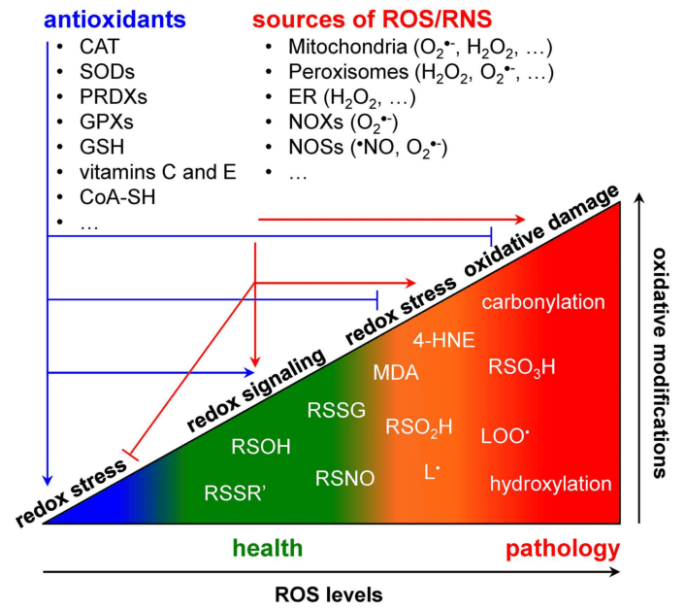 antioxidants
• CAT
• SODs
• PRDXs
• GPXs
• GSH
• vitamins C and E
• CoA-SH
• …
sources of ROS/RNS
• Mitochondria (O₂•-, H₂O₂, …)
• Peroxisomes (H₂O₂, O₂•-, …)
• ER (H₂O₂, …)
• NOXs (O₂•-)
• NOSs (•NO, O₂•-)
• …
redox stress
redox signaling
redox stress
oxidative damage
carbonylation
4-HNE
MDA
RSO₃H
RSSG
RSO₂H
LOO•
RSOH
RSSR’
RSNO
L•
hydroxylation
oxidative modifications
health
pathology
ROS levels